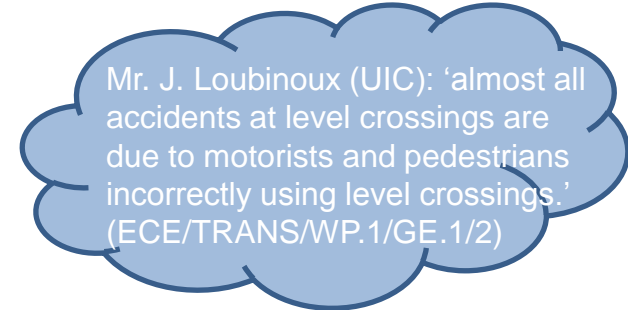 Mr. J. Loubinoux (UIC): ‘almost all
accidents at level crossings are
due to motorists and pedestrians
incorrectly using level crossings.’
(ECE/TRANS/WP.1/GE.1/2)